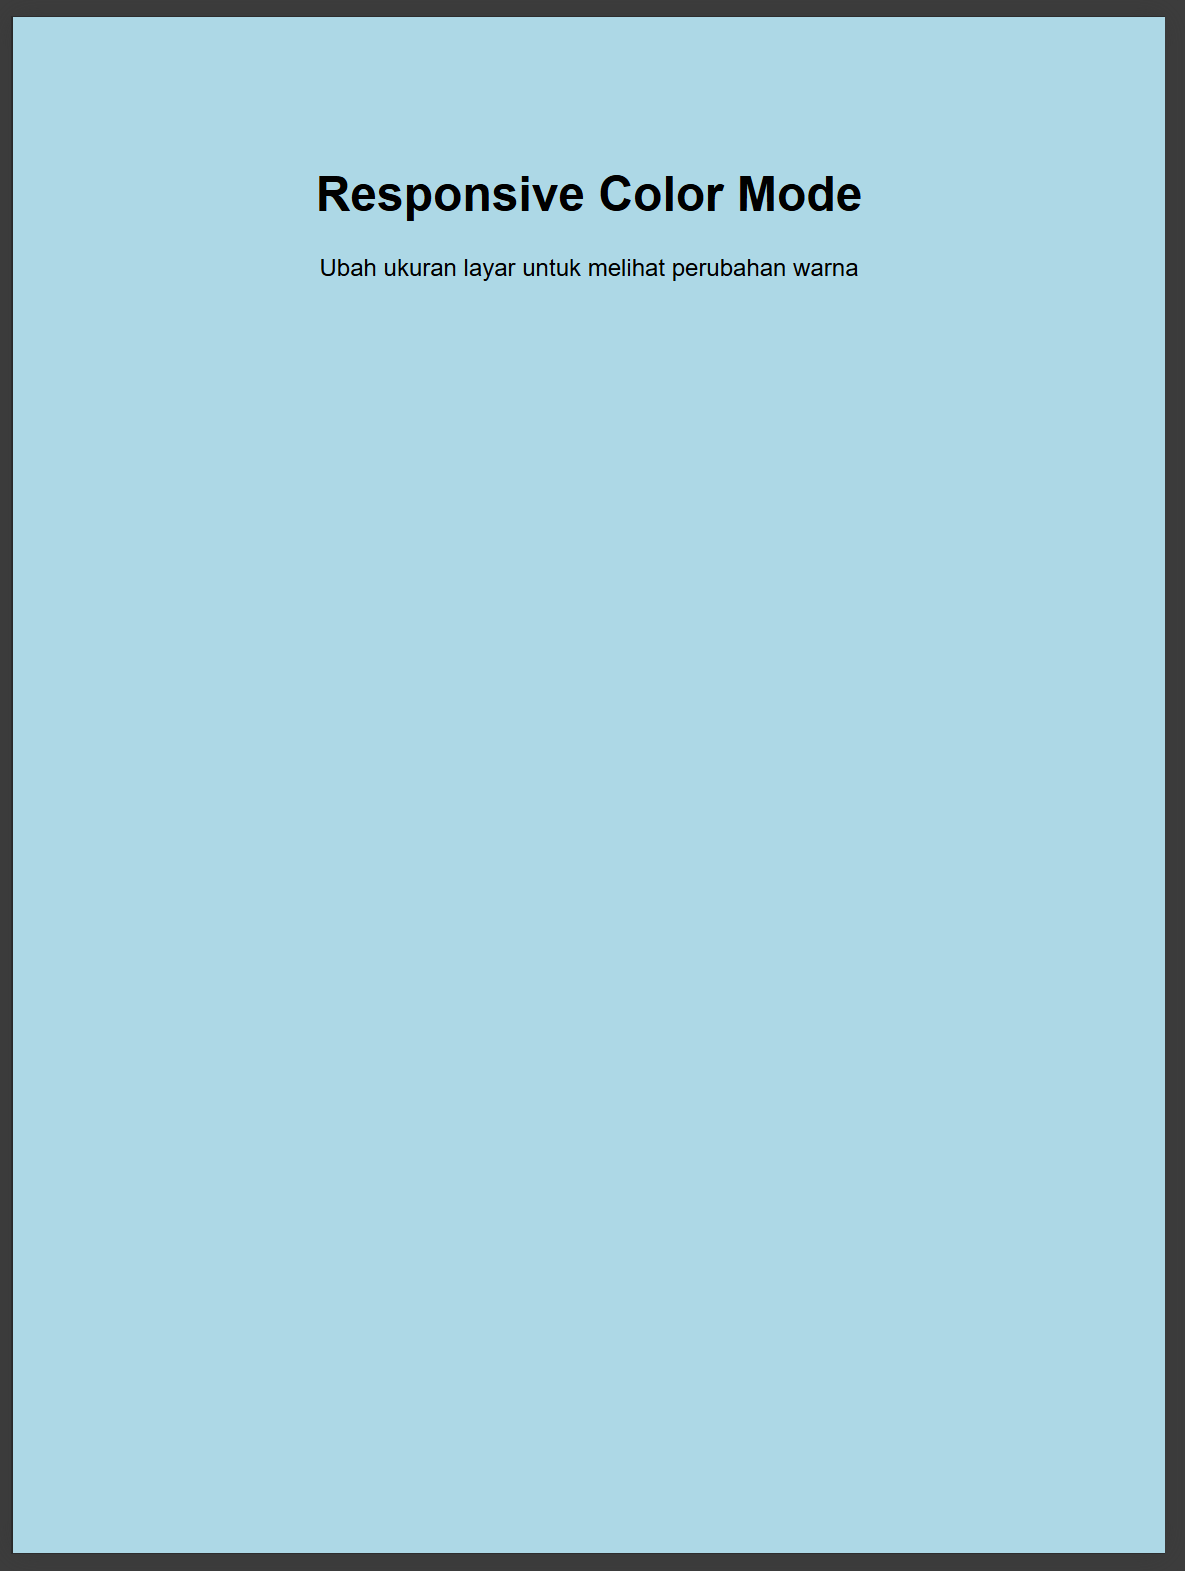 Responsive Color Mode
Ubah ukuran layar untuk melihat perubahan warna